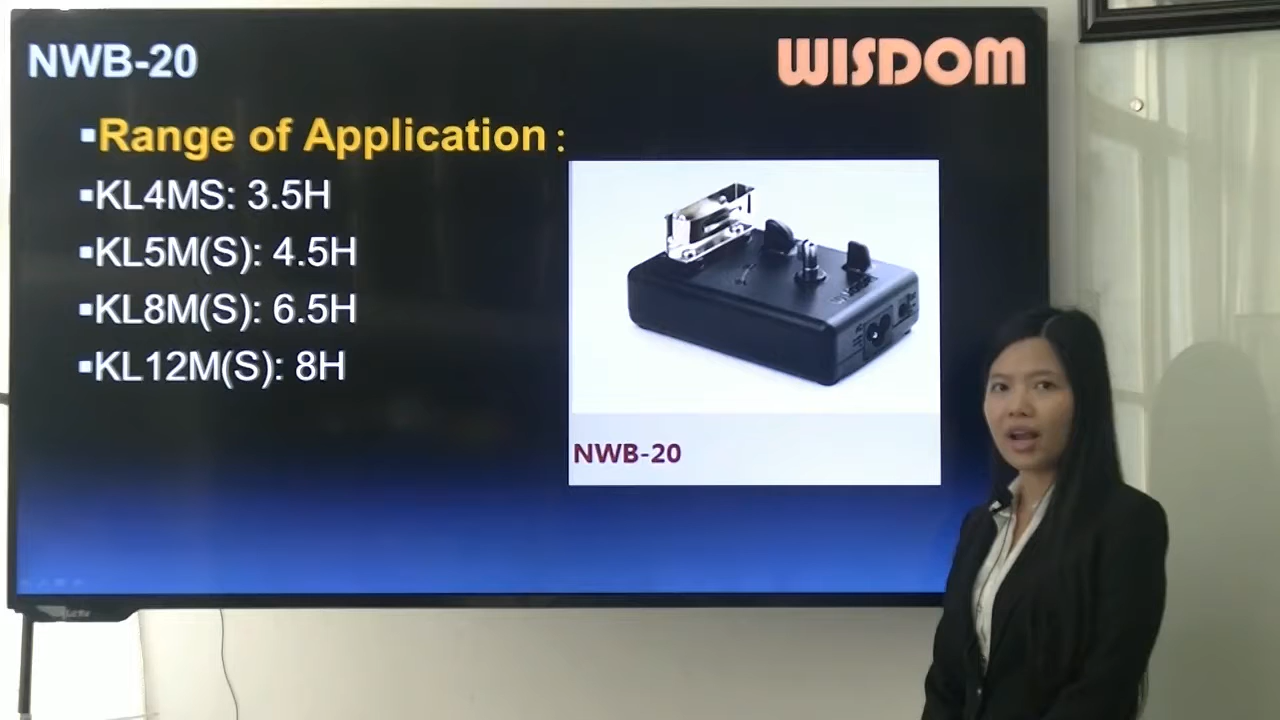 NWB-20
WISDOM
▪Range of Application :
▪KL4MS: 3.5H
▪KL5M(S): 4.5H
▪KL8M(S): 6.5H
▪KL12M(S): 8H
NWB-20